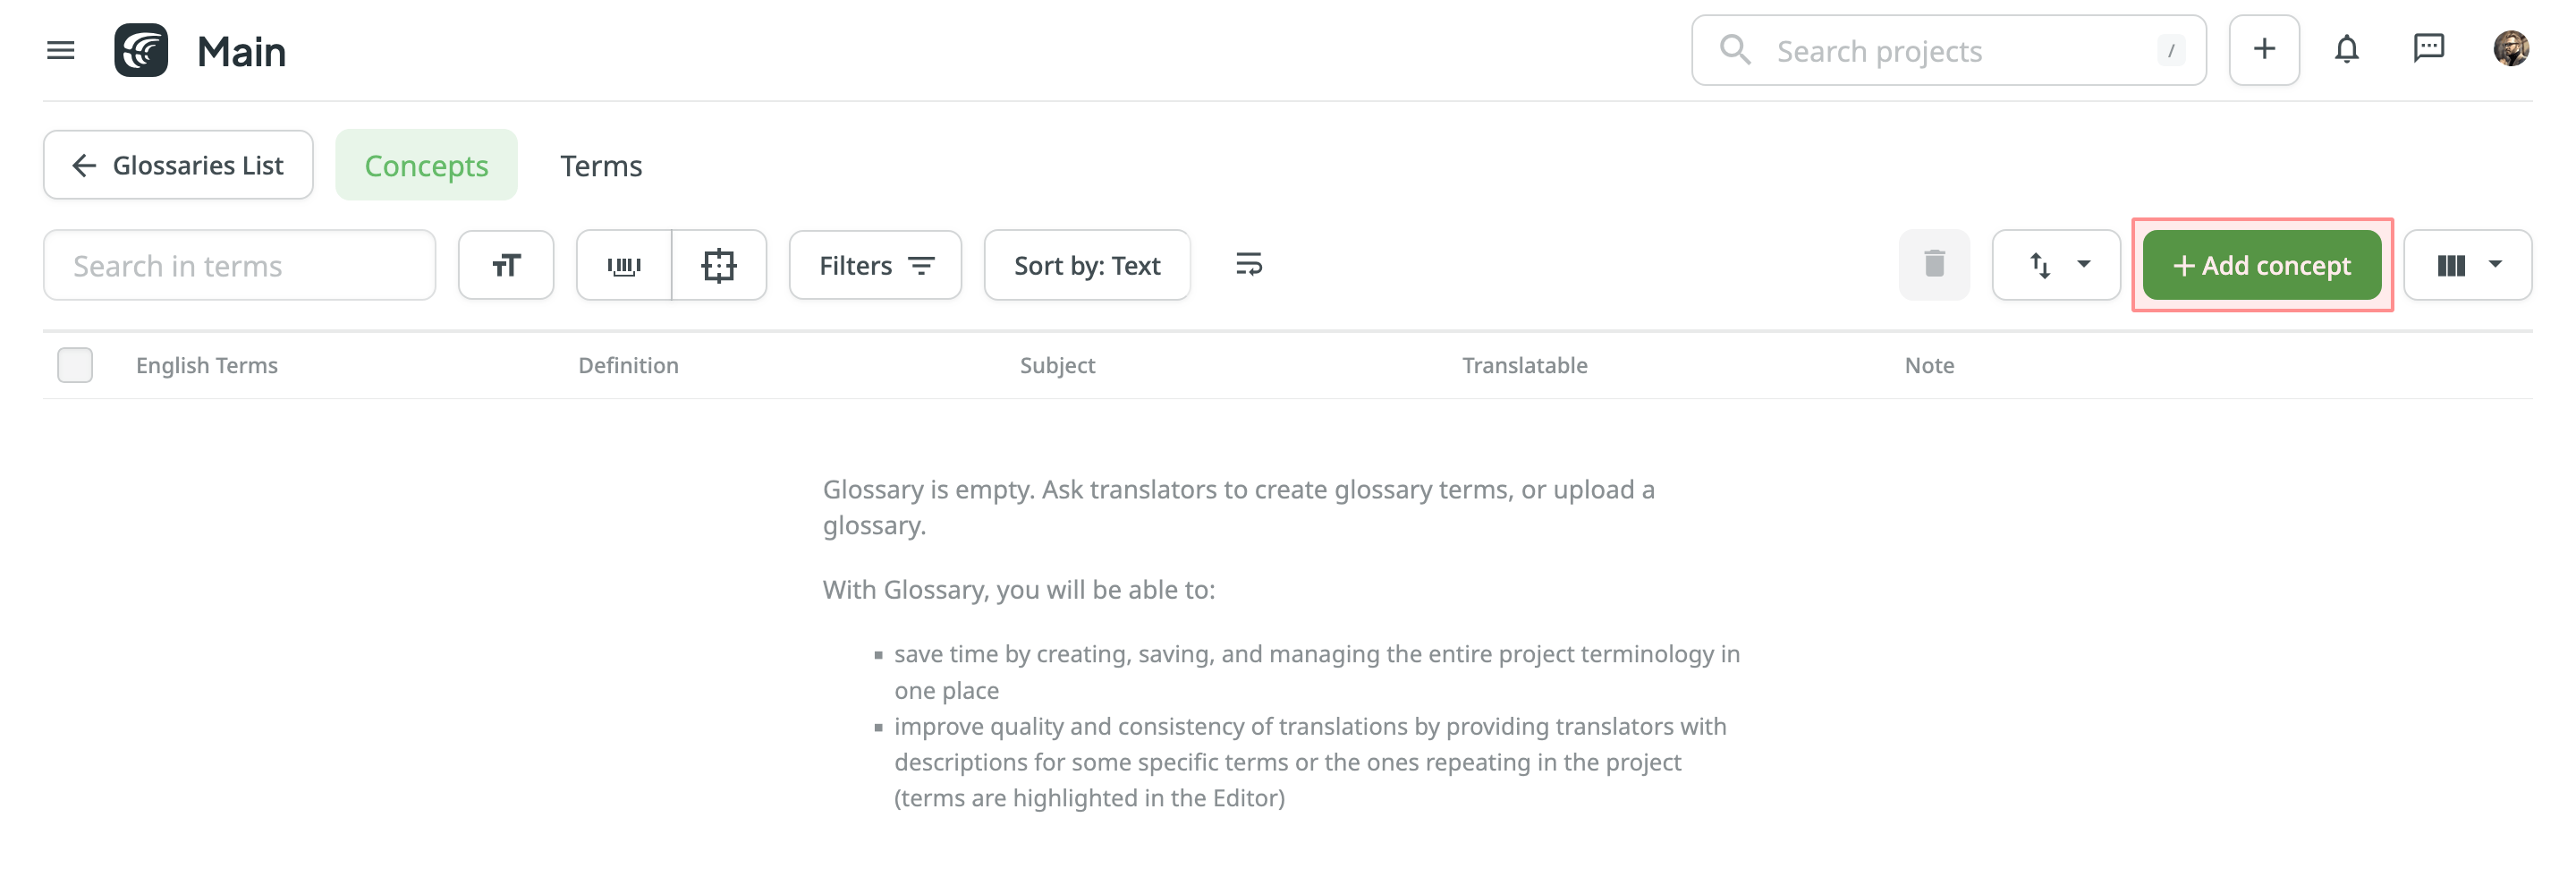 Main
Search projects /
Glossaries List
Concepts
Terms
Search in terms
Filters
Sort by: Text
Add concept
English Terms
Definition
Subject
Translatable
Note
Glossary is empty. Ask translators to create glossary terms, or upload a
glossary.
With Glossary, you will be able to:
save time by creating, saving, and managing the entire project terminology in
one place
improve quality and consistency of translations by providing translators with
descriptions for some specific terms or the ones repeating in the project
(terms are highlighted in the Editor)